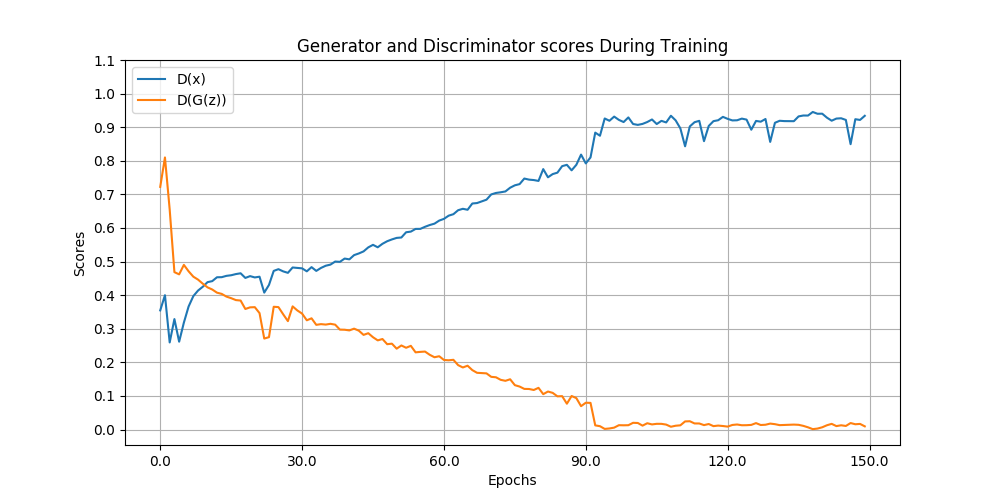 Generator and Discriminator scores During Training
D(x)
D(G(z))
Scores
1.1
1.0
0.9
0.8
0.7
0.6
0.5
0.4
0.3
0.2
0.1
0.0
0.0 30.0 60.0 90.0 120.0 150.0
Epochs